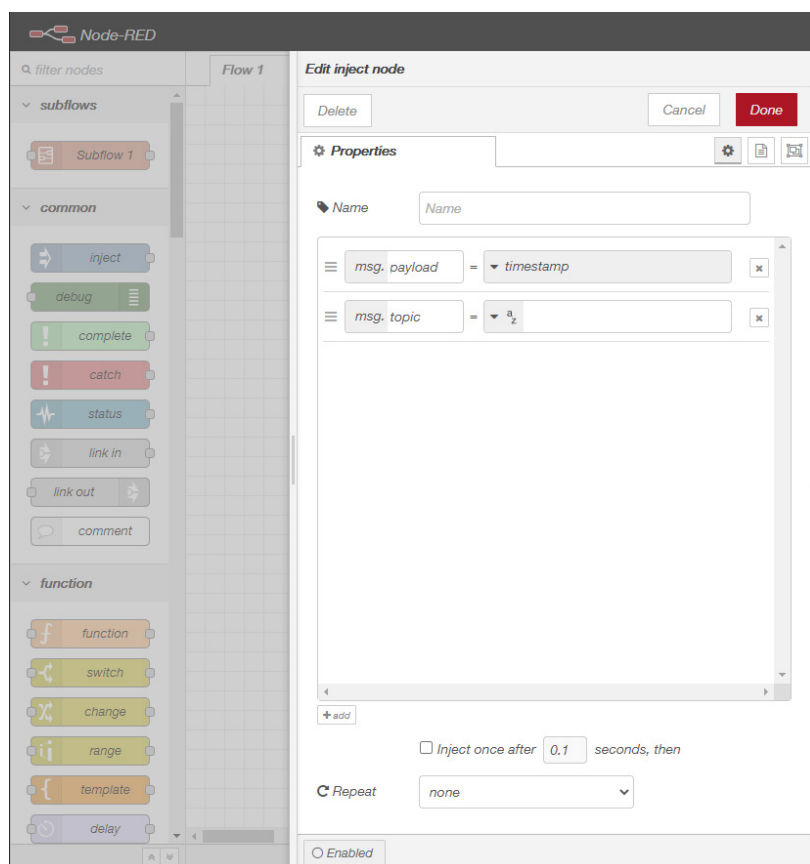 Node-RED
filter nodes
Flow 1
Edit inject node
subflows
Delete
Cancel
Done
Subflow 1
Properties
common
Name
Name
inject
msg. payload = timestamp
debug
msg. topic = az
complete
catch
status
link in
link out
comment
function
function
switch
change
add
range
Inject once after 0.1 seconds, then
template
Repeat none
delay
Enabled